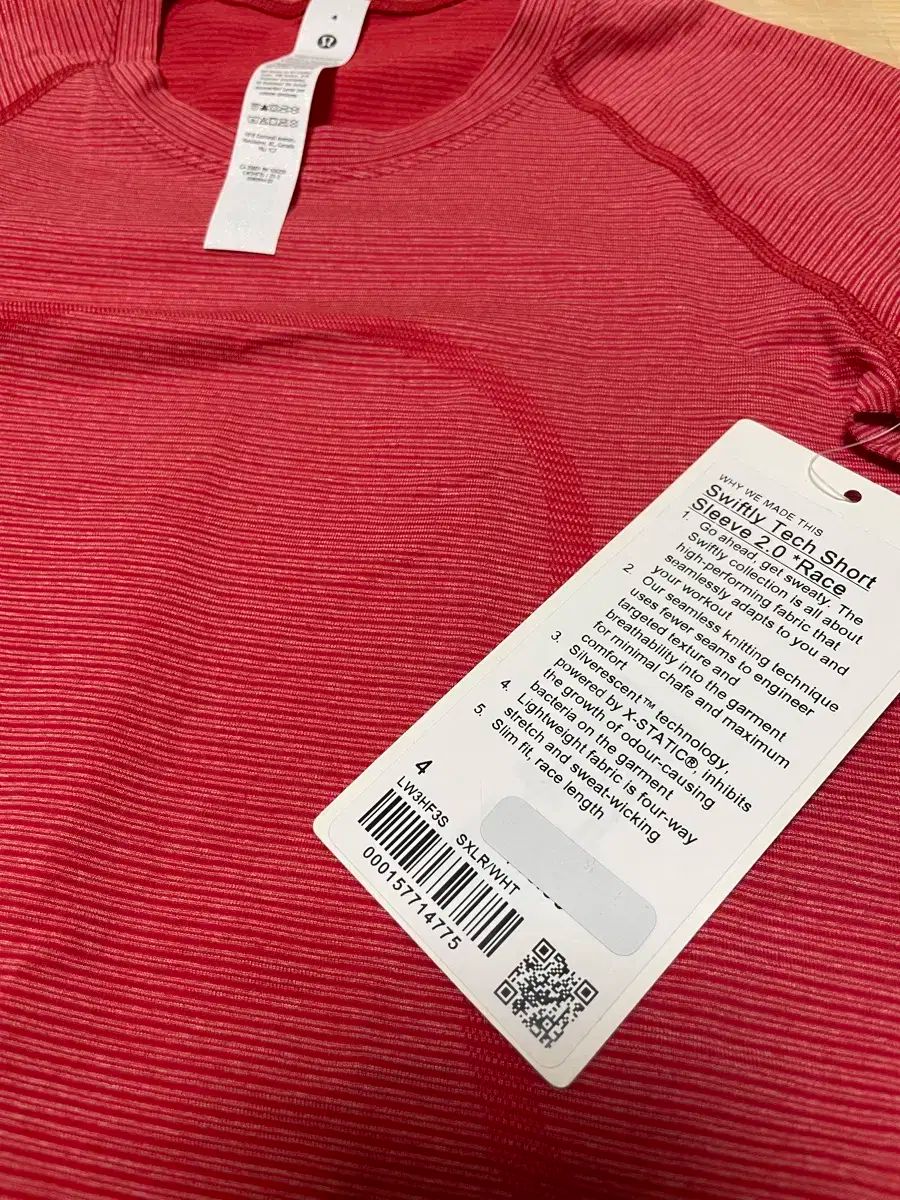 4
WHY WE MADE THIS
Swiftly Tech Short
Sleeve 2.0 *Race
1. Go ahead, get sweaty. The
Swiftly collection is all about
high-performing fabric that
seamlessly adapts to you and
your workout
2 Our seamless knitting technique
uses fewer seams to engineer
targeted texture and
breathability into the garment
for minimal chafe and maximum
comfort
3. Silverescent™ technology,
powered by X-STATIC®, inhibits
the growth of odour-causing
bacteria on the garment
4. Lightweight fabric is four-way
stretch and sweat-wicking
5. Slim fit, race length
4
LW3HF3S SXLR/WHT
000157714775